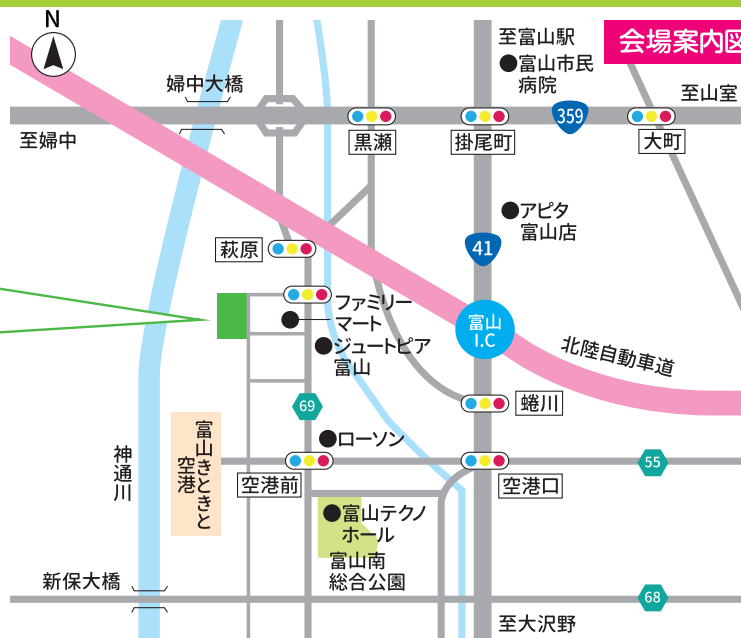 N
至富山駅
会場案内図
富山市民
病院
婦中大橋
至山室
359
至婦中
黒瀬
掛尾町
大町
アピタ
富山店
萩原
41
ファミリー
マート
富山
I.C
ジュートピア
富山
北陸自動車道
69
蜷川
富山きときと
空港
ローソン
神通川
55
空港前
空港口
富山テクノ
ホール
富山南
総合公園
新保大橋
68
至大沢野